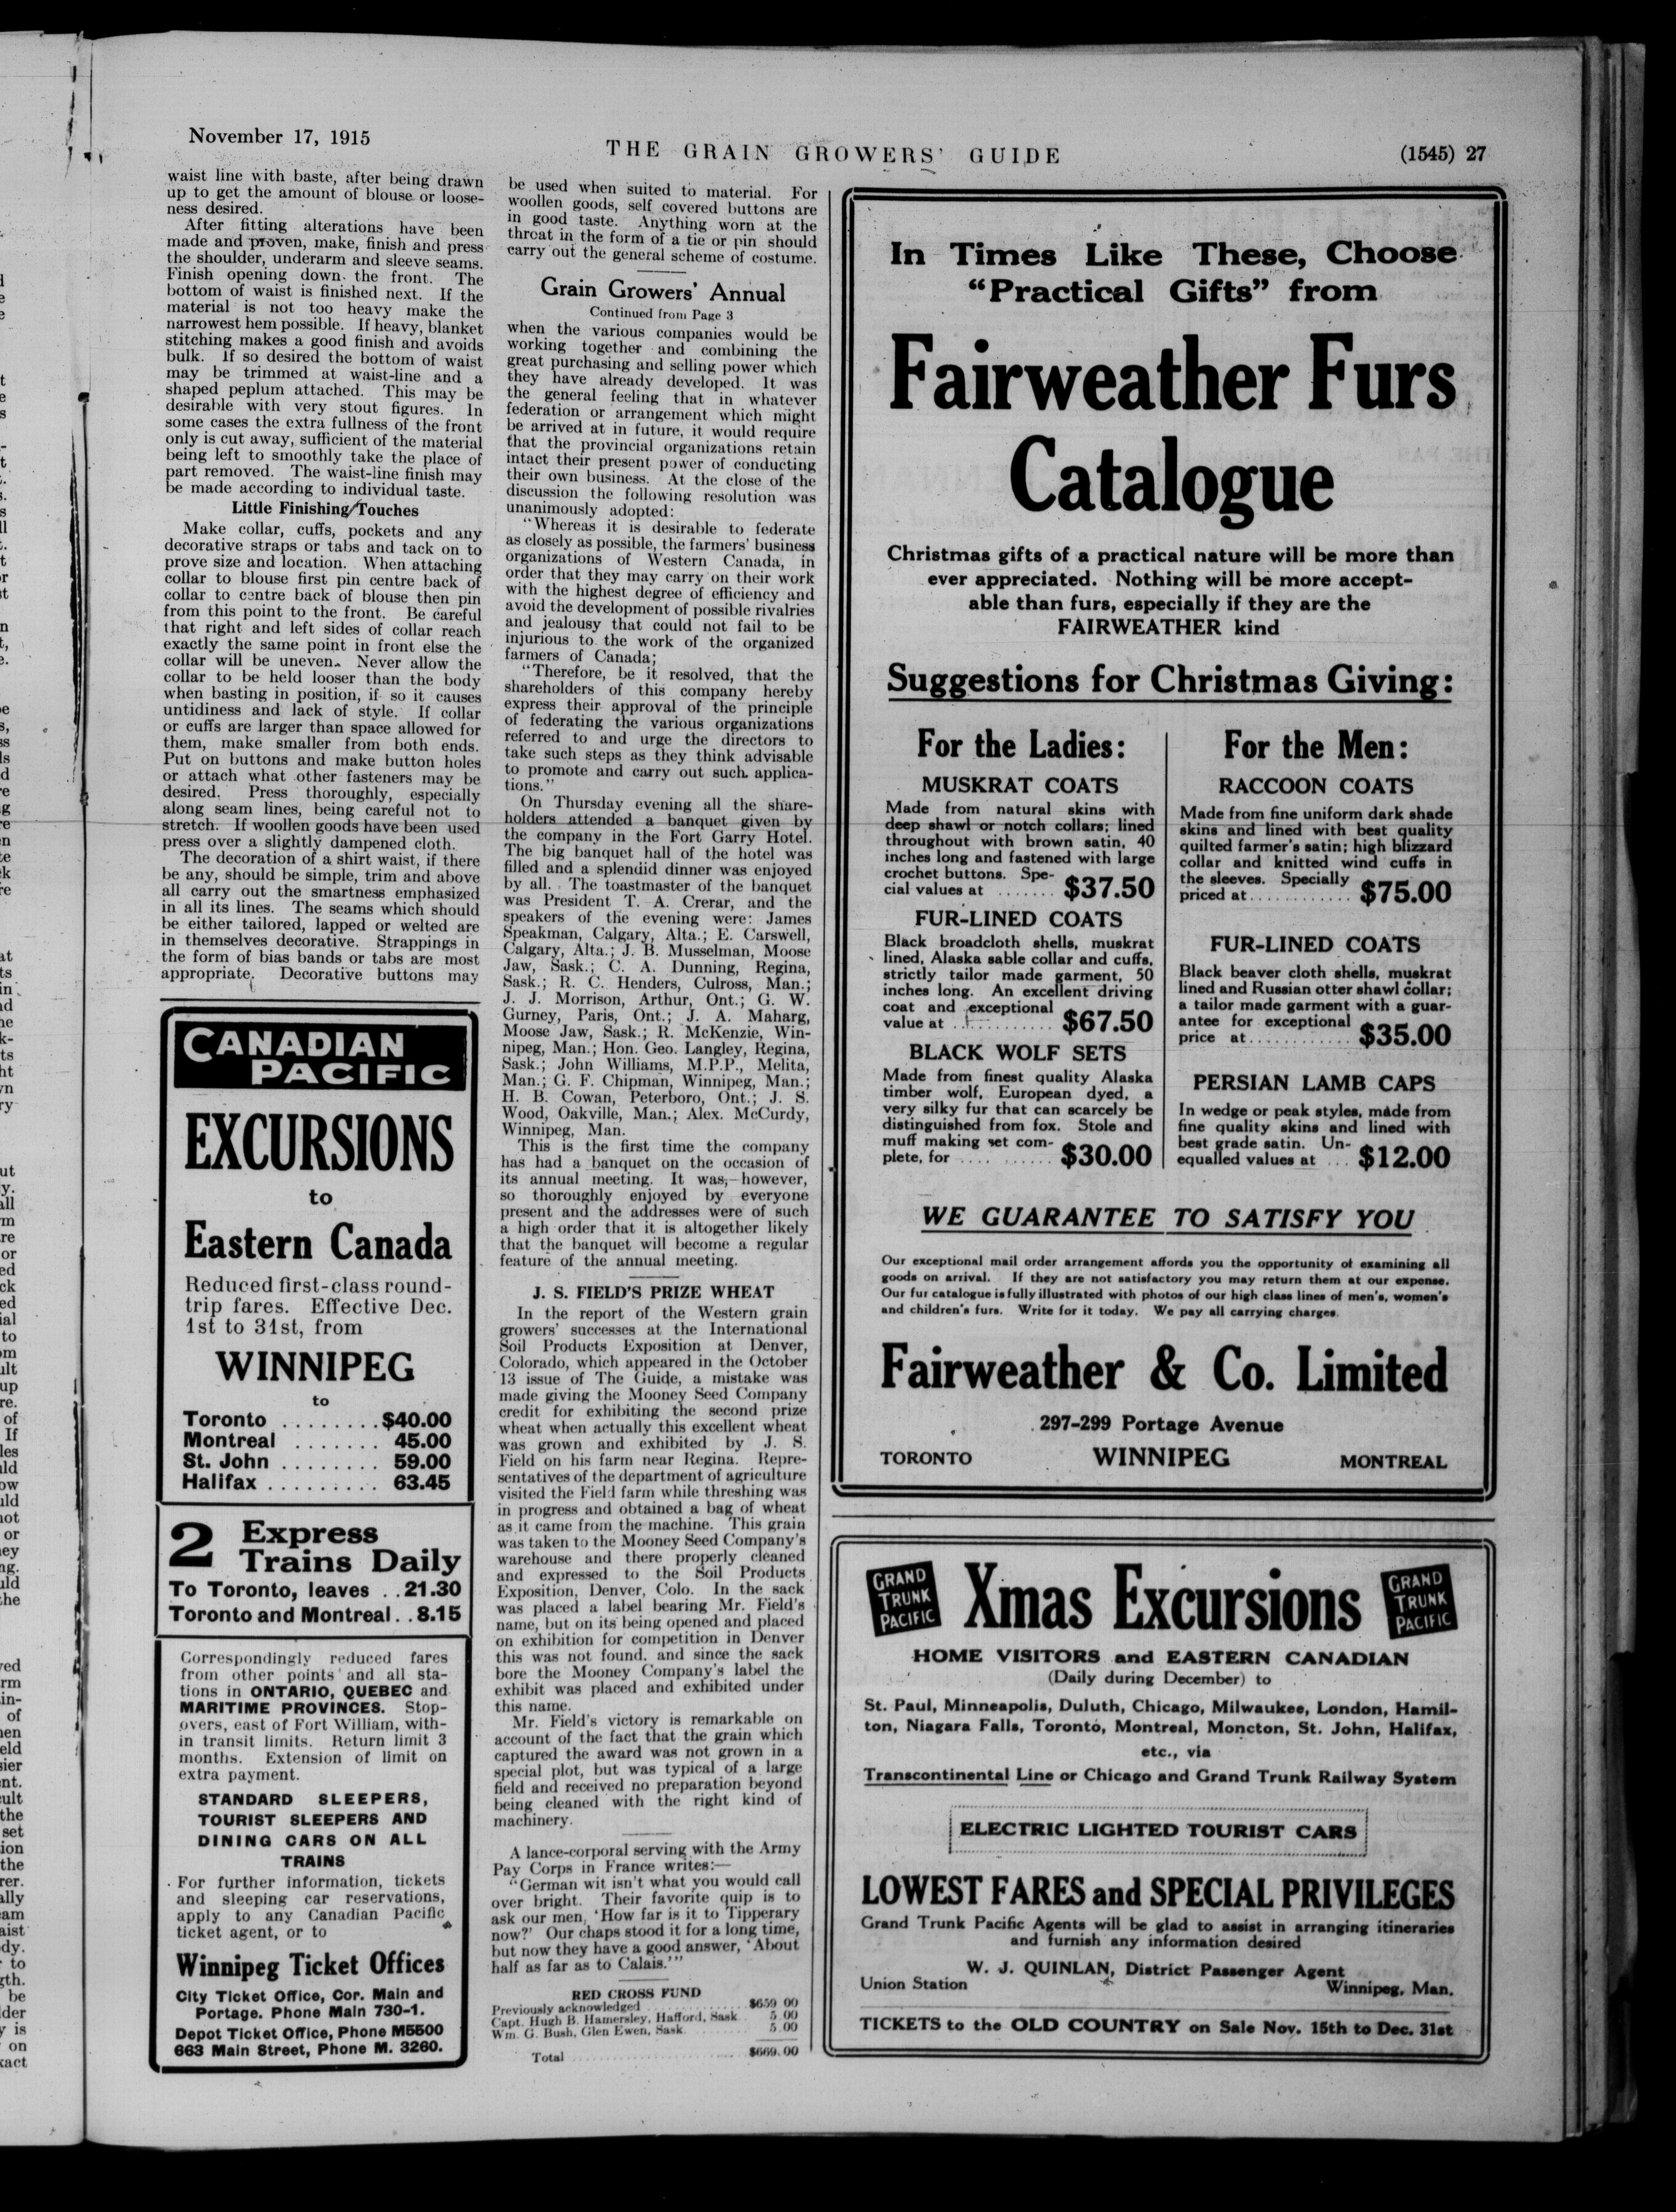 November 17, 1915
THE GRAIN GROWERS' GUIDE
(1545) 27
waist line with baste, after being drawn
up to get the amount of blouse or loose-
ness desired.
After fitting alterations have been
made and proven, make, finish and press
the shoulder, underarm and sleeve seams.
Finish opening down the front. The
bottom of waist is finished next. If the
material is not too heavy make the
narrowest hem possible. If heavy, blanket
stitching makes a good finish and avoids
bulk. If so desired the bottom of waist
may be trimmed at waist-line and a
shaped peplum attached. This may be
desirable with very stout figures. In
some cases the extra fullness of the front
only is cut away, sufficient of the material
being left to smoothly take the place of
part removed. The waist-line finish may
be made according to individual taste.
Little Finishing Touches
Make collar, cuffs, pockets and any
decorative straps or tabs and tack on to
prove size and location. When attaching
collar to blouse first pin centre back of
collar to centre back of blouse then pin
from this point to the front. Be careful
that right and left sides of collar reach
exactly the same point in front else the
collar will be uneven. Never allow the
collar to be held looser than the body
when basting in position, if so it causes
untidiness and lack of style. If collar
or cuffs are larger than space allowed for
them, make smaller from both ends.
Put on buttons and make button holes
or attach what other fasteners may be
desired. Press thoroughly, especially
along seam lines, being careful not to
stretch. If woollen goods have been used
press over a slightly dampened cloth.
The decoration of a shirt waist, if there
be any, should be simple, trim and above
all carry out the smartness emphasized
in all its lines. The seams which should
be either tailored, lapped or welted are
in themselves decorative. Strappings in
the form of bias bands or tabs are most
appropriate. Decorative buttons may
CANADIAN
PACIFIC
EXCURSIONS
to
Eastern Canada
Reduced first-class round-
trip fares. Effective Dec.
1st to 31st, from
WINNIPEG
to
Toronto ........ $40.00
Montreal ....... 45.00
St. John ........ 59.00
Halifax ......... 63.45
2 Express
Trains Daily
To Toronto, leaves .. 21.30
Toronto and Montreal .. 8.15
Correspondingly reduced fares
from other points and all sta-
tions in ONTARIO, QUEBEC and
MARITIME PROVINCES. Stop-
overs, east of Fort William, with-
in transit limits. Return limit 3
months. Extension of limit on
extra payment.
STANDARD SLEEPERS,
TOURIST SLEEPERS AND
DINING CARS ON ALL
TRAINS
For further information, tickets
and sleeping car reservations,
apply to any Canadian Pacific
ticket agent, or to
Winnipeg Ticket Offices
City Ticket Office, Cor. Main and
Portage. Phone Main 730-1.
Depot Ticket Office, Phone M5500
663 Main Street, Phone M. 3260.
be used when suited to material. For
woollen goods, self covered buttons are
in good taste. Anything worn at the
throat in the form of a tie or pin should
carry out the general scheme of costume.
Grain Growers' Annual
Continued from Page 3
when the various companies would be
working together and combining the
great purchasing and selling power which
they have already developed. It was
the general feeling that in whatever
federation or arrangement which might
be arrived at in future, it would require
that the provincial organizations retain
intact their present power of conducting
their own business. At the close of the
discussion the following resolution was
unanimously adopted:
"Whereas it is desirable to federate
as closely as possible, the farmers' business
organizations of Western Canada, in
order that they may carry on their work
with the highest degree of efficiency and
avoid the development of possible rivalries
and jealousy that could not fail to be
injurious to the work of the organized
farmers of Canada;
"Therefore, be it resolved, that the
shareholders of this company hereby
express their approval of the principle
of federating the various organizations
referred to and urge the directors to
take such steps as they think advisable
to promote and carry out such applica-
tions."
On Thursday evening all the share-
holders attended a banquet given by
the company in the Fort Garry Hotel.
The big banquet hall of the hotel was
filled and a splendid dinner was enjoyed
by all. The toastmaster of the banquet
was President T. A. Crerar, and the
speakers of the evening were: James
Speakman, Calgary, Alta.; E. Carswell,
Calgary, Alta.; J. B. Musselman, Moose
Jaw, Sask.; C. A. Dunning, Regina,
Sask.; R. C. Henders, Culross, Man.;
J. J. Morrison, Arthur, Ont.; G. W.
Gurney, Paris, Ont.; J. A. Maharg,
Moose Jaw, Sask.; R. McKenzie, Win-
nipeg, Man.; Hon. Geo. Langley, Regina,
Sask.; John Williams, M.P.P., Melita,
Man.; G. F. Chipman, Winnipeg, Man.;
H. B. Cowan, Peterboro, Ont.; J. S.
Wood, Oakville, Man.; Alex. McCurdy,
Winnipeg, Man.
This is the first time the company
has had a banquet on the occasion of
its annual meeting. It was, however,
so thoroughly enjoyed by everyone
present and the addresses were of such
a high order that it is altogether likely
that the banquet will become a regular
feature of the annual meeting.
J. S. FIELD'S PRIZE WHEAT
In the report of the Western grain
growers' successes at the International
Soil Products Exposition at Denver,
Colorado, which appeared in the October
13 issue of The Guide, a mistake was
made giving the Mooney Seed Company
credit for exhibiting the second prize
wheat when actually this excellent wheat
was grown and exhibited by J. S.
Field on his farm near Regina. Repre-
sentatives of the department of agriculture
visited the Field farm while threshing was
in progress and obtained a bag of wheat
as it came from the machine. This grain
was taken to the Mooney Seed Company's
warehouse and there properly cleaned
and expressed to the Soil Products
Exposition, Denver, Colo. In the sack
was placed a label bearing Mr. Field's
name, but on its being opened and placed
on exhibition for competition in Denver
this was not found, and since the sack
bore the Mooney Company's label the
exhibit was placed and exhibited under
this name.
Mr. Field's victory is remarkable on
account of the fact that the grain which
captured the award was not grown in a
special plot, but was typical of a large
field and received no preparation beyond
being cleaned with the right kind of
machinery.
A lance-corporal serving with the Army
Pay Corps in France writes:—
"German wit isn't what you would call
over bright. Their favorite quip is to
ask our men, 'How far is it to Tipperary
now?' Our chaps stood it for a long time,
but now they have a good answer, 'About
half as far as to Calais.'"
RED CROSS FUND
Previously acknowledged ........ $659 00
Capt. Hugh B. Hamersley, Hafford, Sask. 5.00
Wm. G. Bush, Glen Ewen, Sask. ........ 5.00
Total ........ $669.00
In Times Like These, Choose
"Practical Gifts" from
Fairweather Furs
Catalogue
Christmas gifts of a practical nature will be more than
ever appreciated. Nothing will be more accept-
able than furs, especially if they are the
FAIRWEATHER kind
Suggestions for Christmas Giving:
For the Ladies:
MUSKRAT COATS
Made from natural skins with
deep shawl or notch collars; lined
throughout with brown satin, 40
inches long and fastened with large
crochet buttons. Spe-
cial values at ....... $37.50
FUR-LINED COATS
Black broadcloth shells, muskrat
lined, Alaska sable collar and cuffs,
strictly tailor made garment, 50
inches long. An excellent driving
coat and exceptional
value at ........... $67.50
BLACK WOLF SETS
Made from finest quality Alaska
timber wolf, European dyed, a
very silky fur that can scarcely be
distinguished from fox. Stole and
muff making set com-
plete, for .... ...... $30.00
For the Men:
RACCOON COATS
Made from fine uniform dark shade
skins and lined with best quality
quilted farmer's satin; high blizzard
collar and knitted wind cuffs in
the sleeves. Specially
priced at............ $75.00
FUR-LINED COATS
Black beaver cloth shells, muskrat
lined and Russian otter shawl collar;
a tailor made garment with a guar-
antee for exceptional
price at............ $35.00
PERSIAN LAMB CAPS
In wedge or peak styles, made from
fine quality skins and lined with
best grade satin. Un-
equalled values at ... $12.00
WE GUARANTEE TO SATISFY YOU
Our exceptional mail order arrangement affords you the opportunity of examining all
goods on arrival. If they are not satisfactory you may return them at our expense.
Our fur catalogue is fully illustrated with photos of our high class lines of men's, women's
and children's furs. Write for it today. We pay all carrying charges.
Fairweather & Co. Limited
297-299 Portage Avenue
TORONTO WINNIPEG MONTREAL
GRAND
TRUNK
PACIFIC
Xmas Excursions
GRAND
TRUNK
PACIFIC
HOME VISITORS and EASTERN CANADIAN
(Daily during December) to
St. Paul, Minneapolis, Duluth, Chicago, Milwaukee, London, Hamil-
ton, Niagara Falls, Toronto, Montreal, Moncton, St. John, Halifax,
etc., via
Transcontinental Line or Chicago and Grand Trunk Railway System
ELECTRIC LIGHTED TOURIST CARS
LOWEST FARES and SPECIAL PRIVILEGES
Grand Trunk Pacific Agents will be glad to assist in arranging itineraries
and furnish any information desired
W. J. QUINLAN, District Passenger Agent
Union Station Winnipeg, Man.
TICKETS to the OLD COUNTRY on Sale Nov. 15th to Dec. 31st